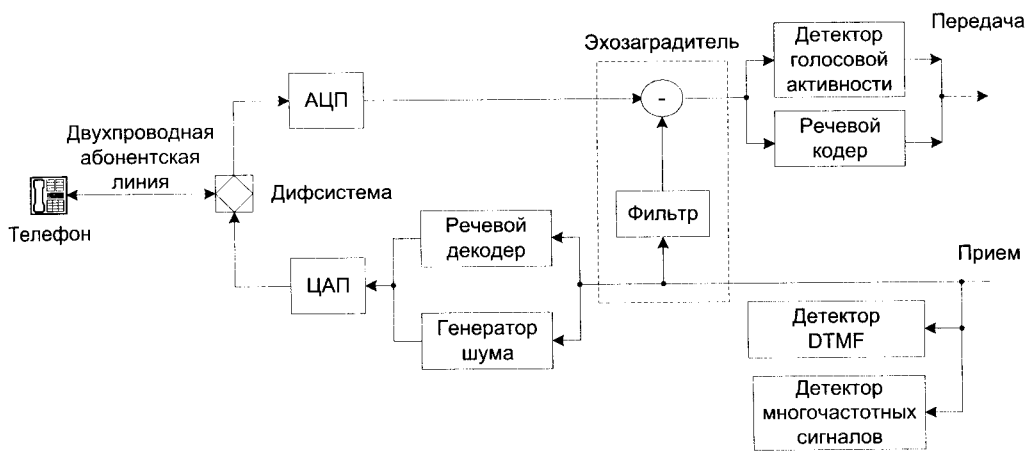 Эхозаградитель
Детектор
голосовой
активности
Передача
АЦП
-
Речевой
кодер
Двухпроводная
абонентская
линия
Дифсистема
Телефон
Фильтр
Речевой
декодер
Прием
ЦАП
Генератор
шума
Детектор
DTMF
Детектор
многочастотных
сигналов